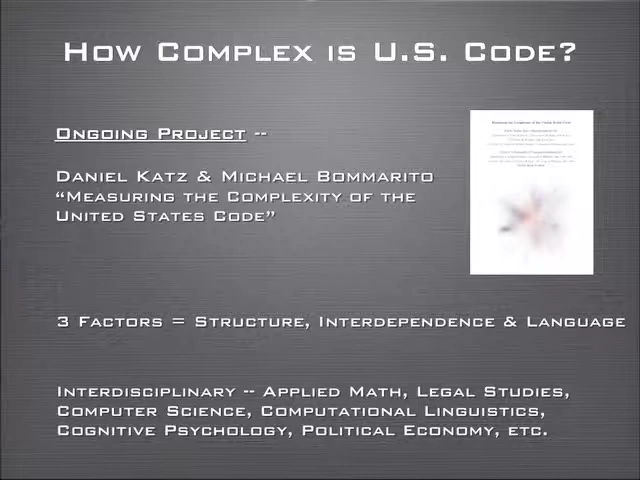 How Complex is U.S. Code?
Ongoing Project --
Daniel Katz & Michael Bommarito
“Measuring the Complexity of the
United States Code”
3 Factors = Structure, Interdependence & Language
Interdisciplinary -- Applied Math, Legal Studies,
Computer Science, Computational Linguistics,
Cognitive Psychology, Political Economy, etc.